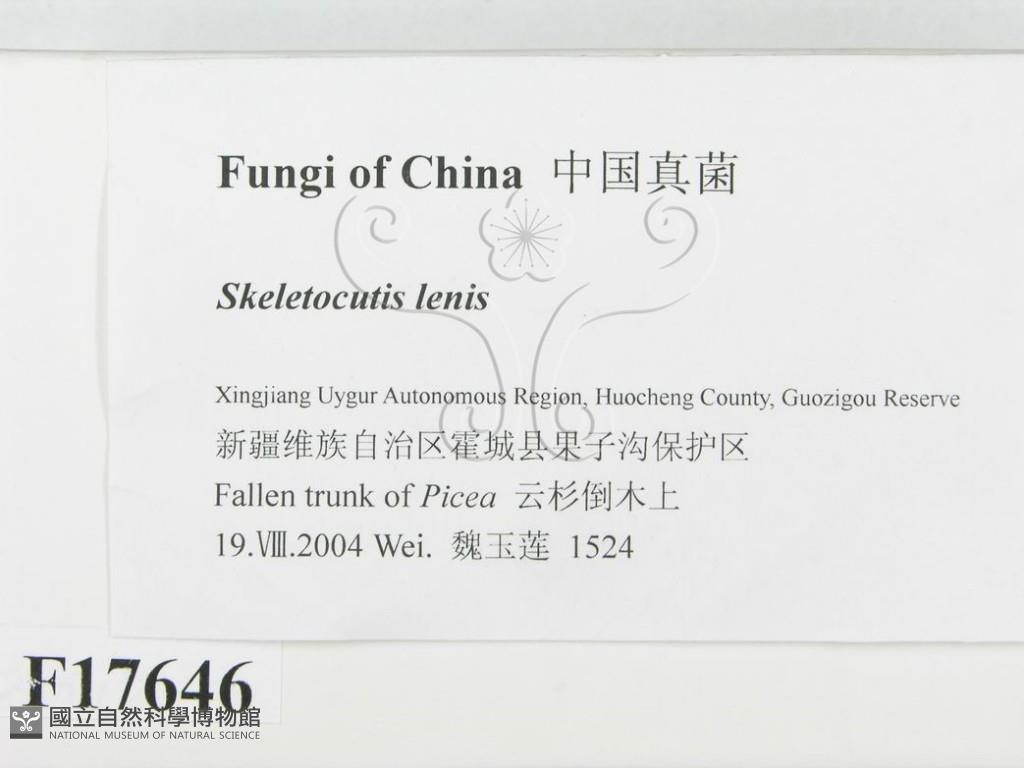 Fungi of China 中国真菌
Skeletocutis lenis
Xingjiang Uygur Autonomous Region, Huocheng County, Guozigou Reserve
新疆维族自治区霍城县果子沟保护区
Fallen trunk of Picea 云杉倒木上
19.Ⅷ.2004 Wei. 魏玉莲 1524
F17646
國立自然科學博物館
NATIONAL MUSEUM OF NATURAL SCIENCE